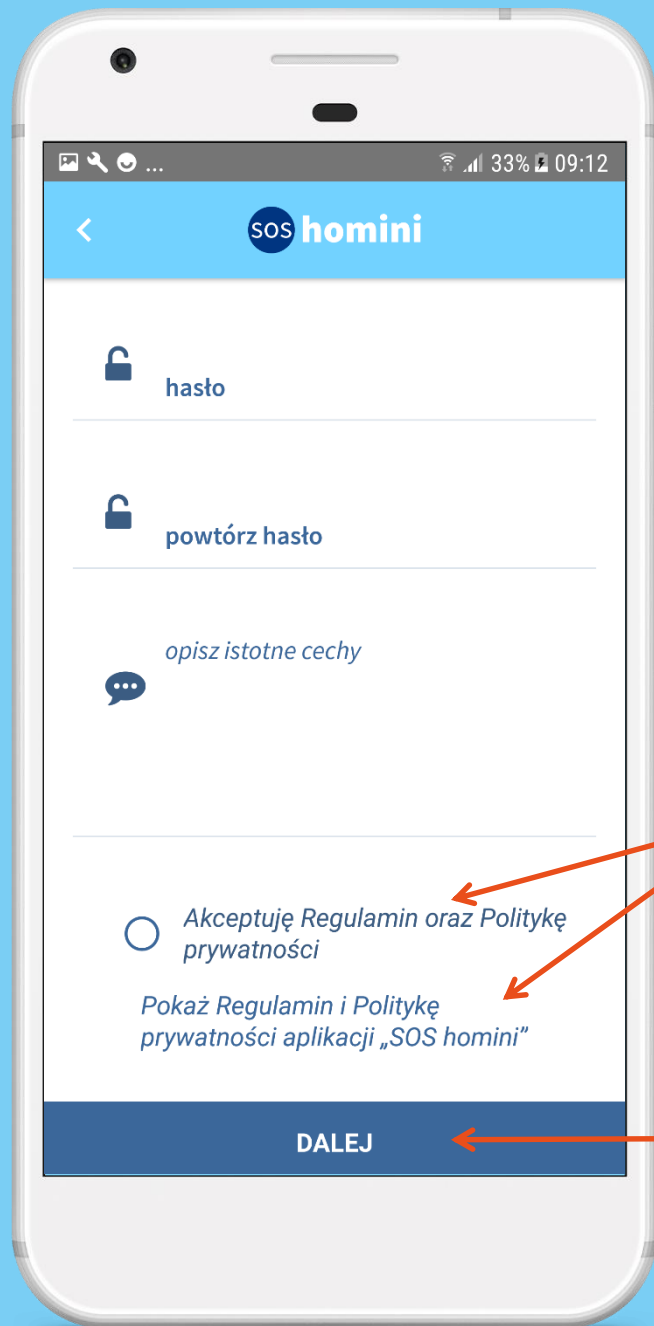 ... 33% 09:12
SOS homini
hasło
powtórz hasło
opisz istotne cechy
Akceptuję Regulamin oraz Politykę
prywatności
Pokaż Regulamin i Politykę
prywatności aplikacji „SOS homini”
DALEJ